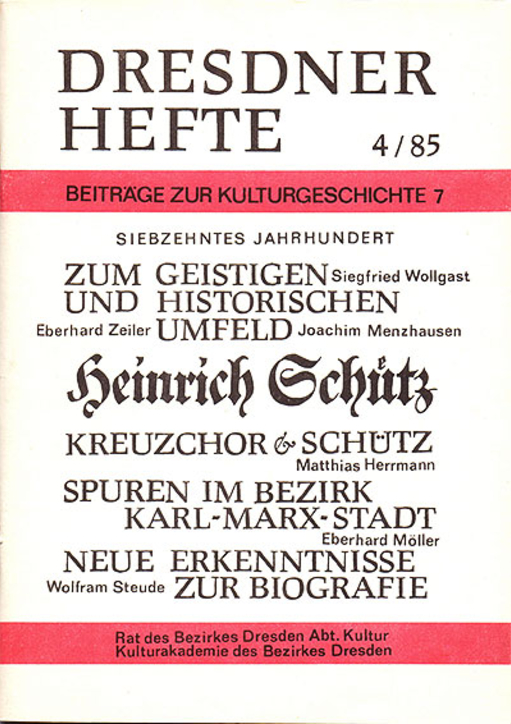 DRESDNER
HEFTE 4/85
BEITRÄGE ZUR KULTURGESCHICHTE 7
SIEBZEHNTES JAHRHUNDERT
ZUM GEISTIGEN Siegfried Wollgast
UND HISTORISCHEN
Eberhard Zeiler UMFELD Joachim Menzhausen
Heinrich Schütz
KREUZCHOR & SCHÜTZ
Matthias Herrmann
SPUREN IM BEZIRK
KARL-MARX-STADT
Eberhard Möller
NEUE ERKENNTNISSE
Wolfram Steude ZUR BIOGRAFIE
Rat des Bezirkes Dresden Abt. Kultur
Kulturakademie des Bezirkes Dresden